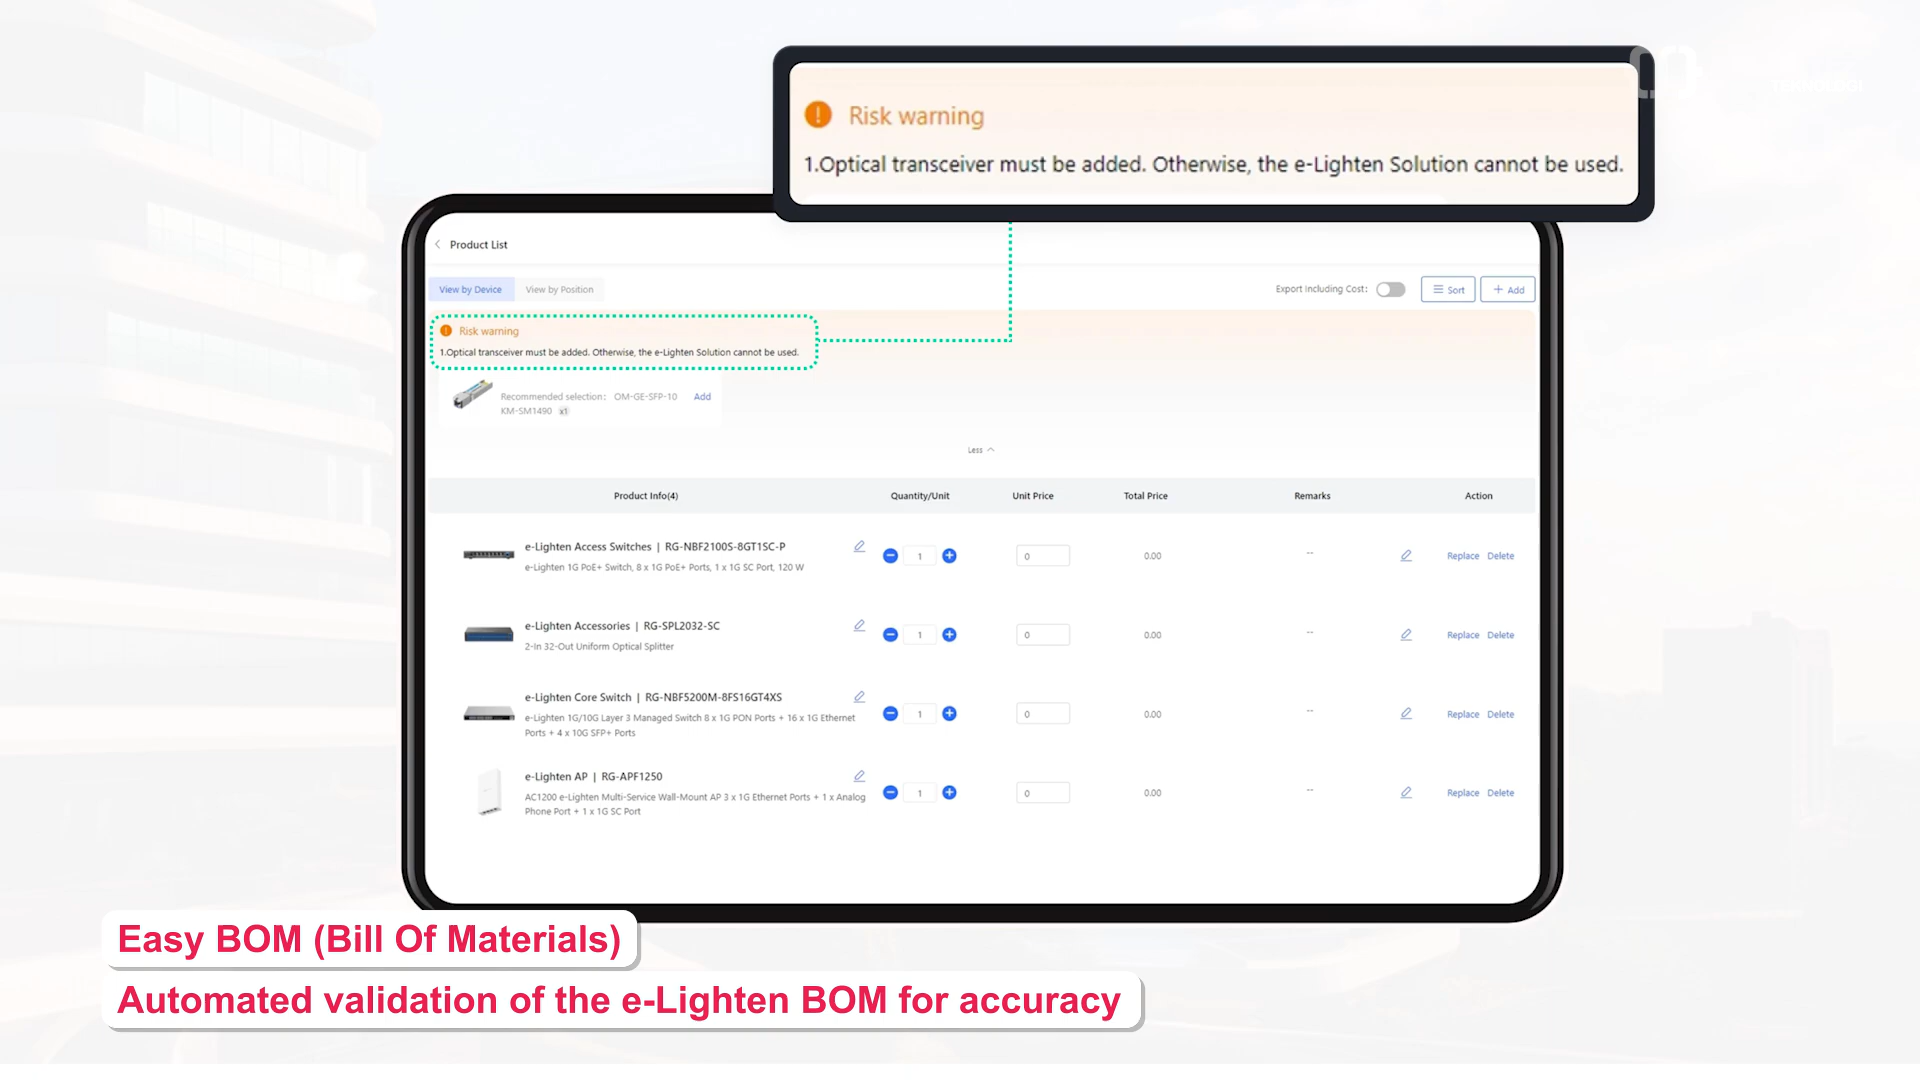 Risk warning
1.Optical transceiver must be added. Otherwise, the e-Lighten Solution cannot be used.
Product List
View by Device
View by Position
Export Including Cost:
Sort
+ Add
Risk warning
1.Optical transceiver must be added. Otherwise, the e-Lighten Solution cannot be used.
Recommended selection: OM-GE-SFP-10 Add
KM-SM1490 x1
Less
Product Info(4) Quantity/Unit Unit Price Total Price Remarks Action
e-Lighten Access Switches | RG-NBF2100S-8GT1SC-P
e-Lighten 1G PoE+ Switch, 8 x 1G PoE+ Ports, 1 x 1G SC Port, 120 W
1 0 0.00 -- Replace Delete
e-Lighten Accessories | RG-SPL2032-SC
2-In 32-Out Uniform Optical Splitter
1 0 0.00 -- Replace Delete
e-Lighten Core Switch | RG-NBF5200M-8FS16GT4XS
e-Lighten 1G/10G Layer 3 Managed Switch 8 x 1G PON Ports + 16 x 1G Ethernet
Ports + 4 x 10G SFP+ Ports
1 0 0.00 -- Replace Delete
e-Lighten AP | RG-APF1250
AC1200 e-Lighten Multi-Service Wall-Mount AP 3 x 1G Ethernet Ports + 1 x Analog
Phone Port + 1 x 1G SC Port
1 0 0.00 -- Replace Delete
Easy BOM (Bill Of Materials)
Automated validation of the e-Lighten BOM for accuracy